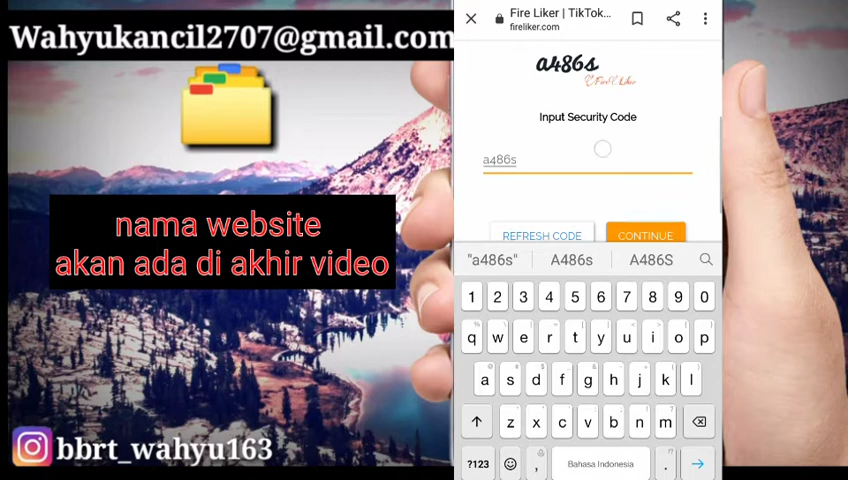 Wahyukancil2707@gmail.com
nama website
akan ada di akhir video
bbrt_wahyu163
Fire Liker | TikTok...
fireliker.com
a486s
Fire Liker
Input Security Code
a486s
REFRESH CODE
CONTINUE
"a486s" A486s A486S
1 2 3 4 5 6 7 8 9 0
q w e r t y u i o p
a s d f g h j k l
z x c v b n m
?123 , Bahasa Indonesia .